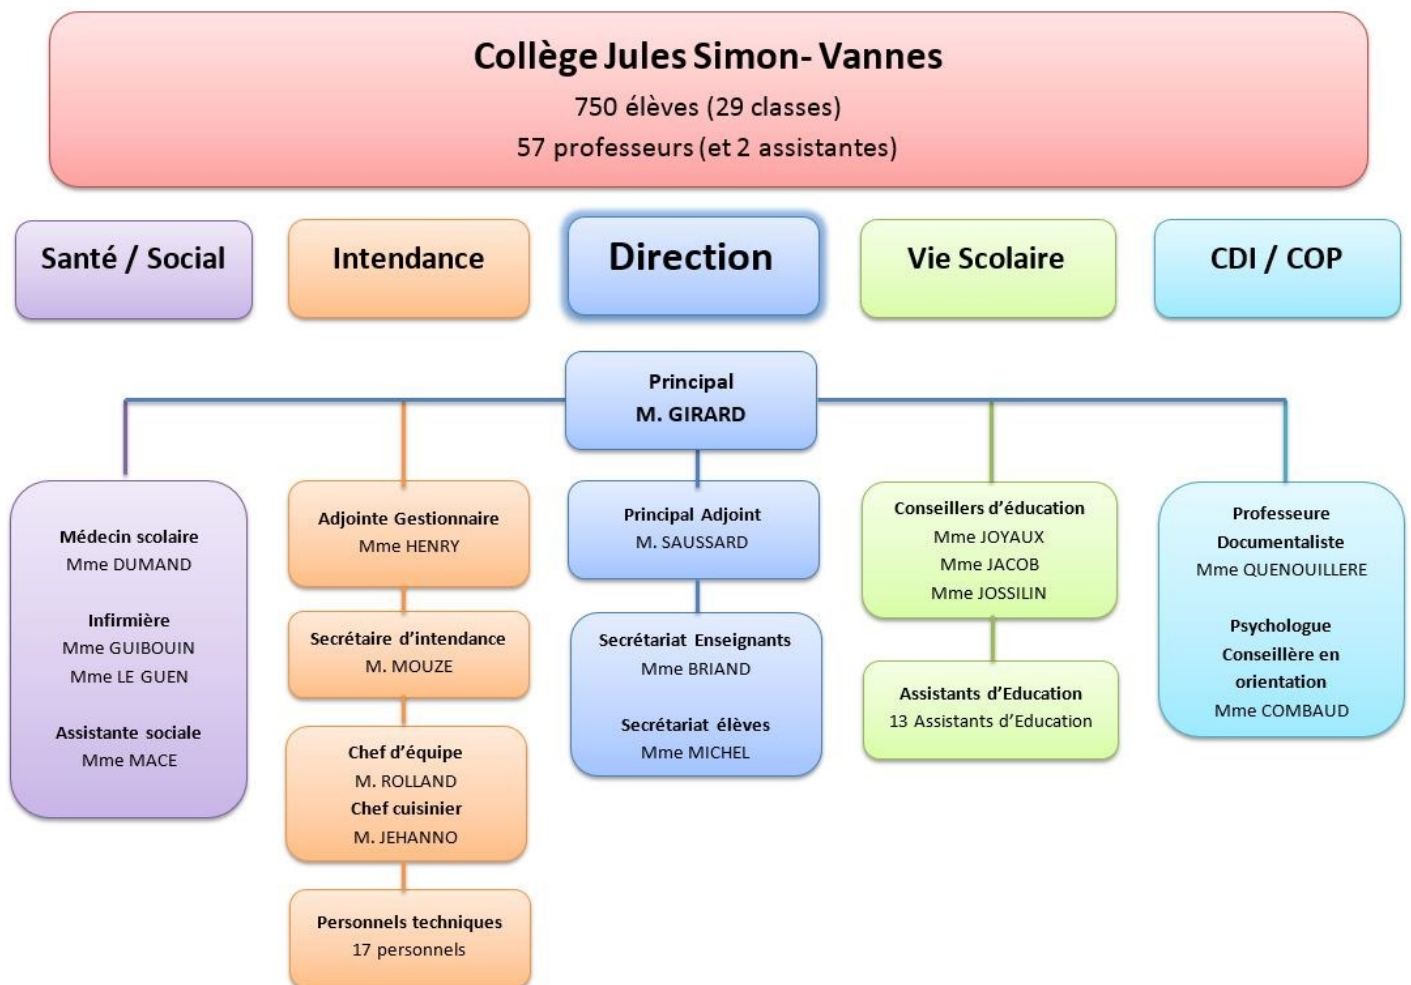 Collège Jules Simon- Vannes
750 élèves (29 classes)
57 professeurs (et 2 assistantes)
Santé / Social
Intendance
Direction
Vie Scolaire
CDI / COP
Principal
M. GIRARD
Médecin scolaire
Mme DUMAND
Infirmière
Mme GUIBOUIN
Mme LE GUEN
Assistante sociale
Mme MACE
Adjointe Gestionnaire
Mme HENRY
Secrétaire d’intendance
M. MOUZE
Chef d’équipe
M. ROLLAND
Chef cuisinier
M. JEHANNO
Personnels techniques
17 personnels
Principal Adjoint
M. SAUSSARD
Secrétariat Enseignants
Mme BRIAND
Secrétariat élèves
Mme MICHEL
Conseillers d’éducation
Mme JOYAUX
Mme JACOB
Mme JOSSILIN
Assistants d’Education
13 Assistants d’Education
Professeure
Documentaliste
Mme QUENOUILLERE
Psychologue
Conseillère en
orientation
Mme COMBAUD